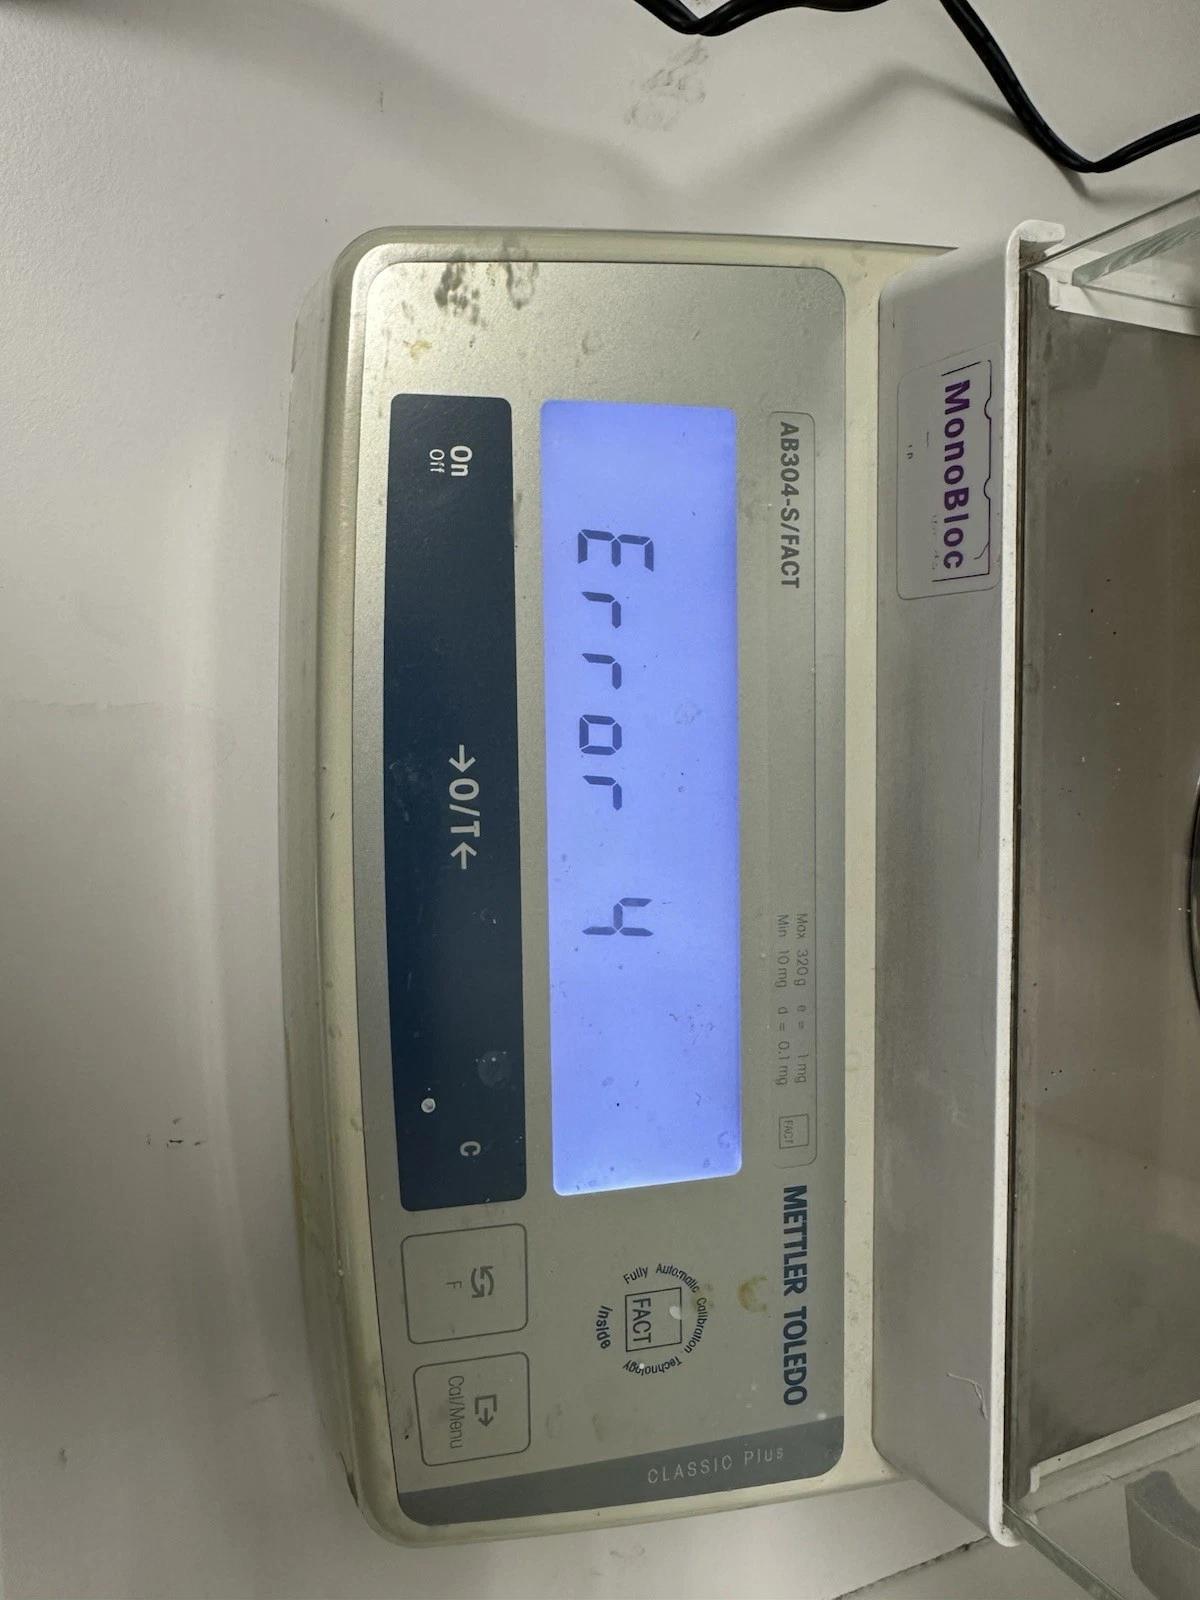 MonoBloc
AB304-S/FACT
Max 320g e = 1mg
Min 10mg d = 0.1mg
FACT
METTLER TOLEDO
Error 4
Fully Automatic Calibration Technology
FACT
inside
On
Off
→0/T←
C
F
Cal/Menu
CLASSIC Plus